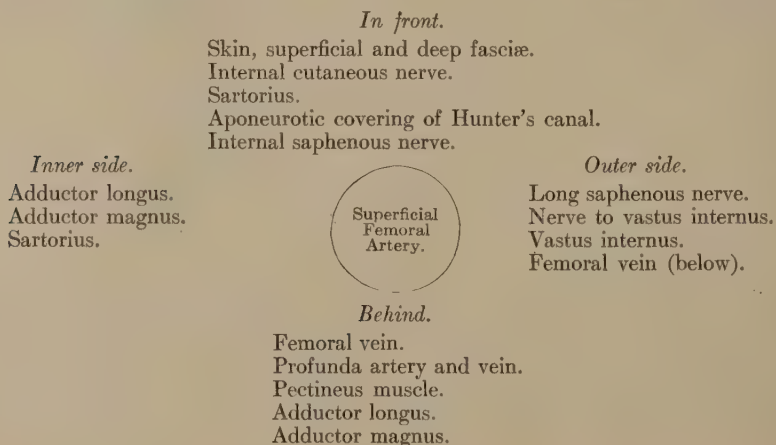 In front.
Skin, superficial and deep fasciæ.
Internal cutaneous nerve.
Sartorius.
Aponeurotic covering of Hunter's canal.
Internal saphenous nerve.
Inner side.
Adductor longus.
Adductor magnus.
Sartorius.
Superficial
Femoral
Artery.
Outer side.
Long saphenous nerve.
Nerve to vastus internus.
Vastus internus.
Femoral vein (below).
Behind.
Femoral vein.
Profunda artery and vein.
Pectineus muscle.
Adductor longus.
Adductor magnus.